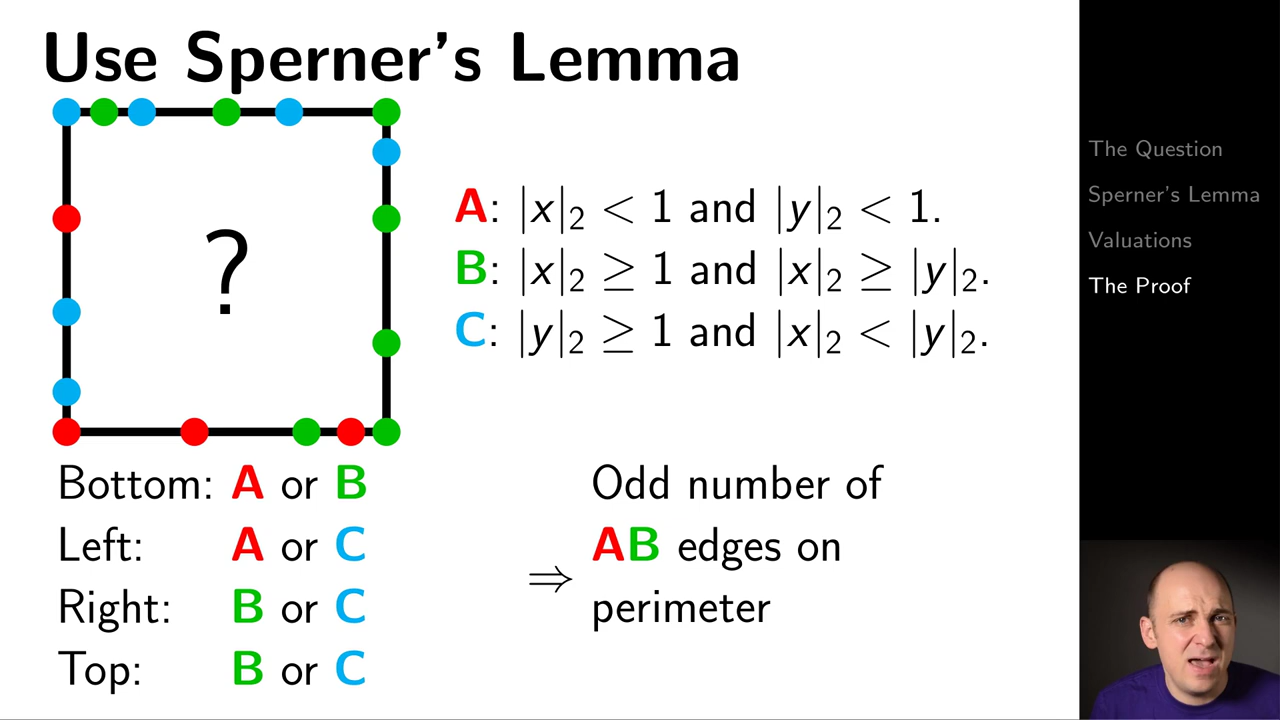 Use Sperner's Lemma
?
A: |x|₂ < 1 and |y|₂ < 1.
B: |x|₂ ≥ 1 and |x|₂ ≥ |y|₂.
C: |y|₂ ≥ 1 and |x|₂ < |y|₂.
Bottom: A or B
Left: A or C
Right: B or C
Top: B or C
⇒
Odd number of
AB edges on
perimeter
The Question
Sperner's Lemma
Valuations
The Proof